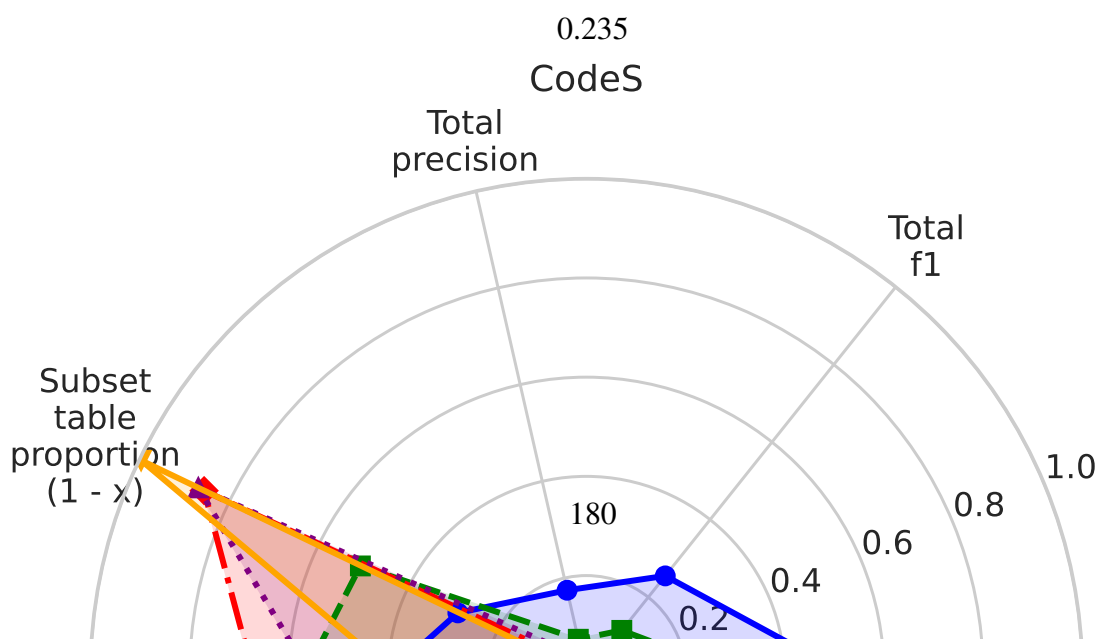 0.235
CodeS
Total
precision
Total
f1
Subset
table
proportion
(1 - x)
1.0
0.8
180
0.6
0.4
0.2